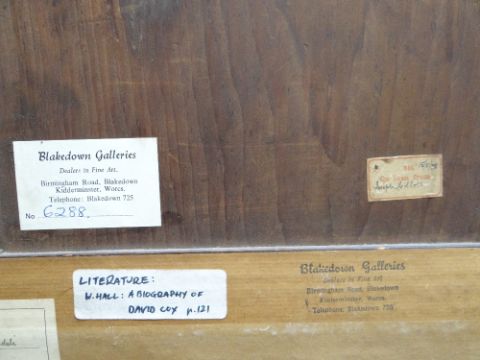 Blakedown Galleries
Dealers in Fine Art.
Birmingham Road, Blakedown
Kidderminster, Worcs.
Telephone: Blakedown 725
No 6288.
LITERATURE:
W. HALL: A BIOGRAPHY OF
DAVID COX p.121
Blakedown Galleries
Dealers in Fine Art
Birmingham Road, Blakedown
Kidderminster, Worcs.
Telephone: Blakedown 725
dale